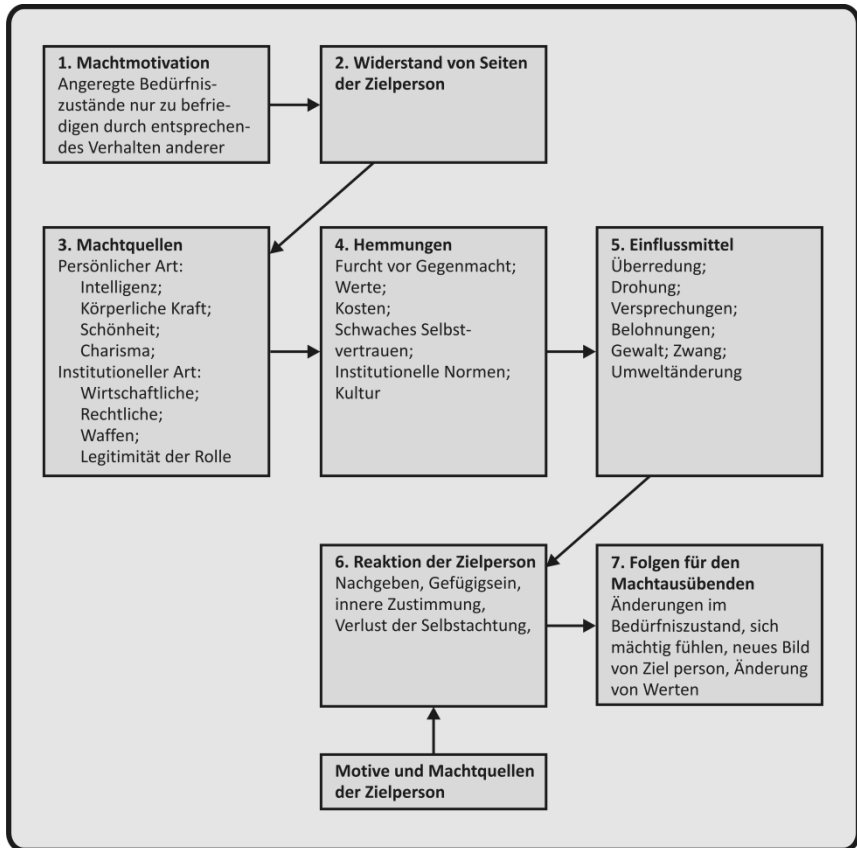 1. Machtmotivation
Angeregte Bedürfnis-
zustände nur zu befrie-
digen durch entsprechen-
des Verhalten anderer
2. Widerstand von Seiten
der Zielperson
3. Machtquellen
Persönlicher Art:
Intelligenz;
Körperliche Kraft;
Schönheit;
Charisma;
Institutioneller Art:
Wirtschaftliche;
Rechtliche;
Waffen;
Legitimität der Rolle
4. Hemmungen
Furcht vor Gegenmacht;
Werte;
Kosten;
Schwaches Selbst-
vertrauen;
Institutionelle Normen;
Kultur
5. Einflussmittel
Überredung;
Drohung;
Versprechungen;
Belohnungen;
Gewalt; Zwang;
Umweltänderung
6. Reaktion der Zielperson
Nachgeben, Gefügigsein,
innere Zustimmung,
Verlust der Selbstachtung,
7. Folgen für den
Machtausübenden
Änderungen im
Bedürfniszustand, sich
mächtig fühlen, neues Bild
von Ziel person, Änderung
von Werten
Motive und Machtquellen
der Zielperson